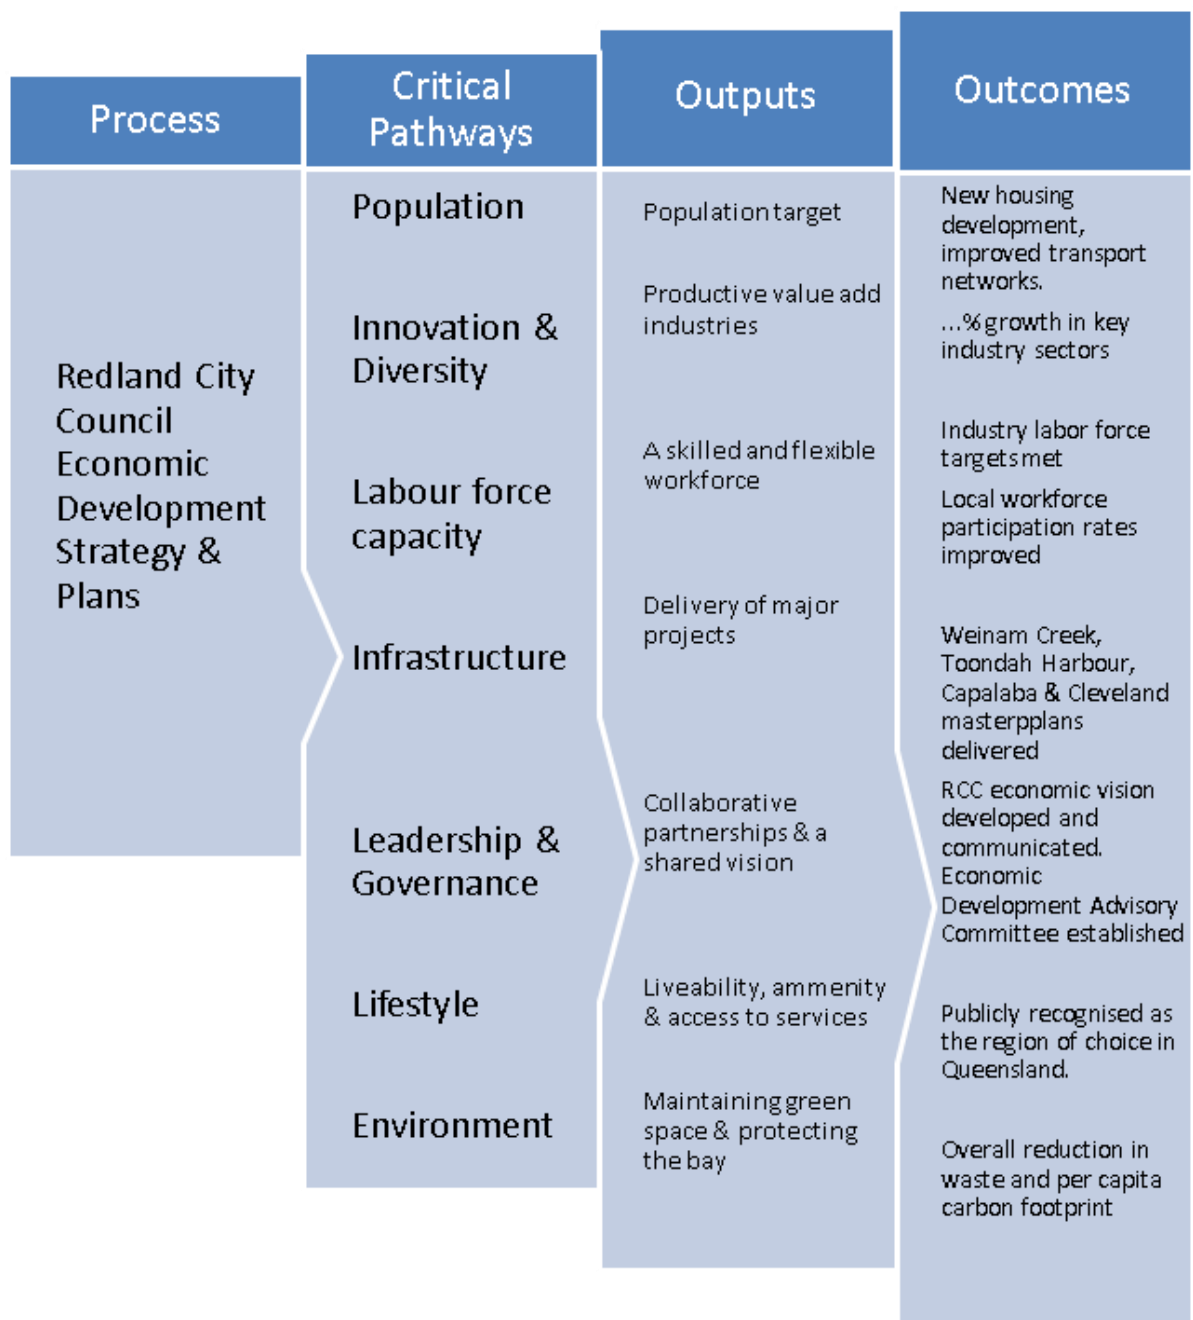 Process
Redland City
Council
Economic
Development
Strategy &
Plans
Critical
Pathways
Population
Innovation &
Diversity
Labour force
capacity
Infrastructure
Leadership &
Governance
Lifestyle
Environment
Outputs
Population target
Productive value add
industries
A skilled and flexible
workforce
Delivery of major
projects
Collaborative
partnerships & a
shared vision
Liveability, ammenity
& access to services
Maintaining green
space & protecting
the bay
Outcomes
New housing
development,
improved transport
networks.
...% growth in key
industry sectors
Industry labor force
targets met
Local workforce
participation rates
improved
Weinam Creek,
Toondah Harbour,
Capalaba & Cleveland
masterpplans
delivered
RCC economic vision
developed and
communicated.
Economic
Development Advisory
Committee established
Publicly recognised as
the region of choice in
Queensland.
Overall reduction in
waste and per capita
carbon footprint